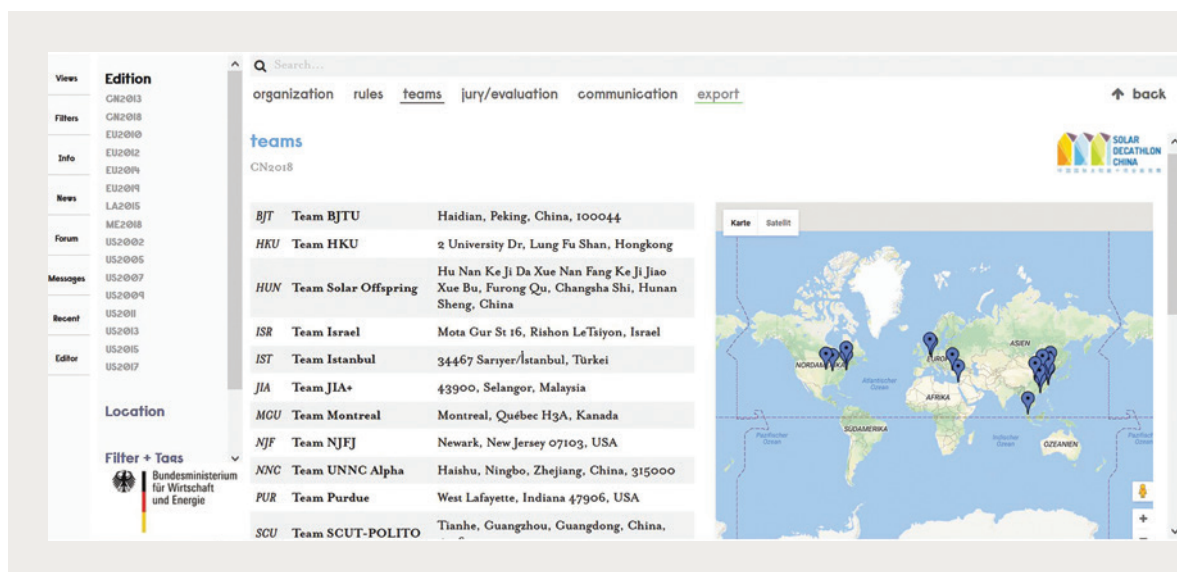 Views
Filters
Info
News
Forum
Messages
Recent
Editor
Edition
CN2013
CN2018
EU2010
EU2012
EU2014
EU2019
LA2015
ME2018
US2002
US2005
US2007
US2009
US2011
US2013
US2015
US2017
Location
Filter + Tags
Bundesministerium
für Wirtschaft
und Energie
Search...
organization rules teams jury/evaluation communication export
back
teams
CN2018
SOLAR
DECATHLON
CHINA
BJT Team BJTU Haidian, Peking, China, 100044
HKU Team HKU 2 University Dr, Lung Fu Shan, Hongkong
HUN Team Solar Offspring Hu Nan Ke Ji Da Xue Nan Fang Ke Ji Jiao
Xue Bu, Furong Qu, Changsha Shi, Hunan
Sheng, China
ISR Team Israel Mota Gur St 16, Rishon LeTsiyon, Israel
IST Team Istanbul 34467 Sarıyer/İstanbul, Türkei
JIA Team JIA+ 43900, Selangor, Malaysia
MGU Team Montreal Montreal, Québec H3A, Kanada
NJF Team NJFJ Newark, New Jersey 07103, USA
NNC Team UNNC Alpha Haishu, Ningbo, Zhejiang, China, 315000
PUR Team Purdue West Lafayette, Indiana 47906, USA
SCU Team SCUT-POLITO Tianhe, Guangzhou, Guangdong, China,
Karte Satellit
ASIEN
Atlantischer
Ozean
AFRIKA
SÜDAMERIKA
Pazifischer
Ozean
Indischer
Ozean
OZEANIEN